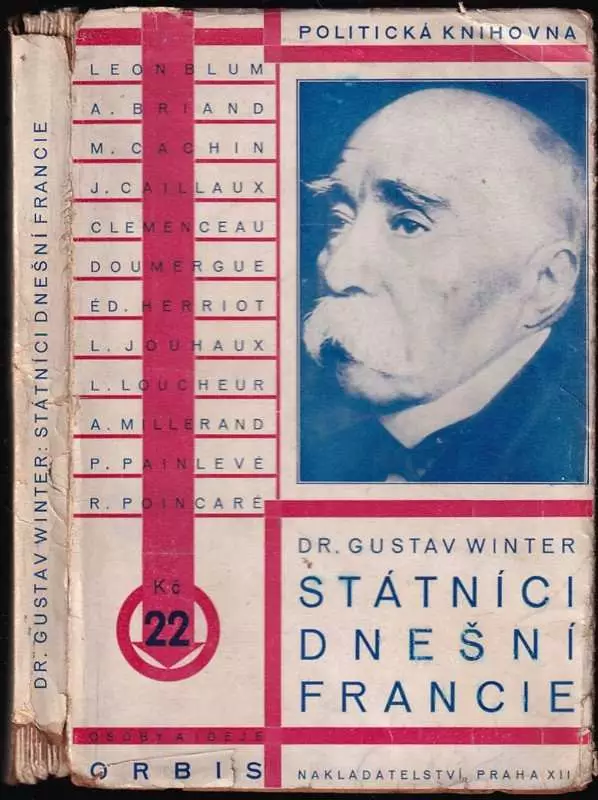 DR. GUSTAV WINTER: STÁTNÍCI DNEŠNÍ FRANCIE
POLITICKÁ KNIHOVNA
LEON BLUM
A. BRIAND
M. CACHIN
J. CAILLAUX
CLEMENCEAU
DOUMERGUE
ÉD. HERRIOT
L. JOUHAUX
L. LOUCHEUR
A. MILLERAND
P. PAINLEVÉ
R. POINCARÉ
Kč
22
DR. GUSTAV WINTER
STÁTNÍCI
DNEŠNÍ
FRANCIE
OSOBY A IDEJE
ORBIS
NAKLADATELSTVÍ, PRAHA XII